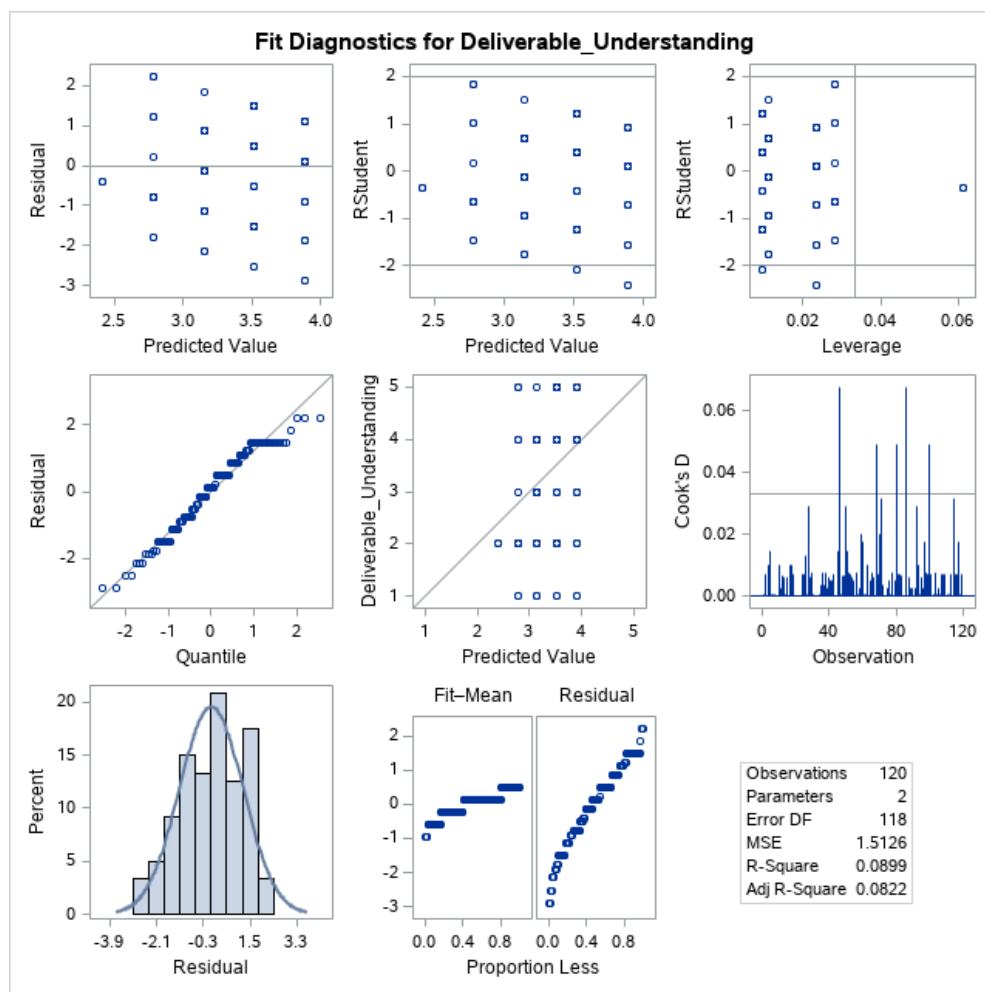 Fit Diagnostics for Deliverable_Understanding
Residual
2
1
0
-1
-2
-3
2.5 3.0 3.5 4.0
Predicted Value
RStudent
2
1
0
-1
-2
2.5 3.0 3.5 4.0
Predicted Value
RStudent
2
1
0
-1
-2
0.02 0.04 0.06
Leverage
Residual
2
0
-2
-2 -1 0 1 2
Quantile
Deliverable_Understanding
5
4
3
2
1
1 2 3 4 5
Predicted Value
Cook's D
0.06
0.04
0.02
0.00
0 40 80 120
Observation
Percent
20
15
10
5
0
-3.9 -2.1 -0.3 1.5 3.3
Residual
Fit–Mean Residual
2
1
0
-1
-2
-3
0.0 0.4 0.8 0.0 0.4 0.8
Proportion Less
Observations 120
Parameters 2
Error DF 118
MSE 1.5126
R-Square 0.0899
Adj R-Square 0.0822